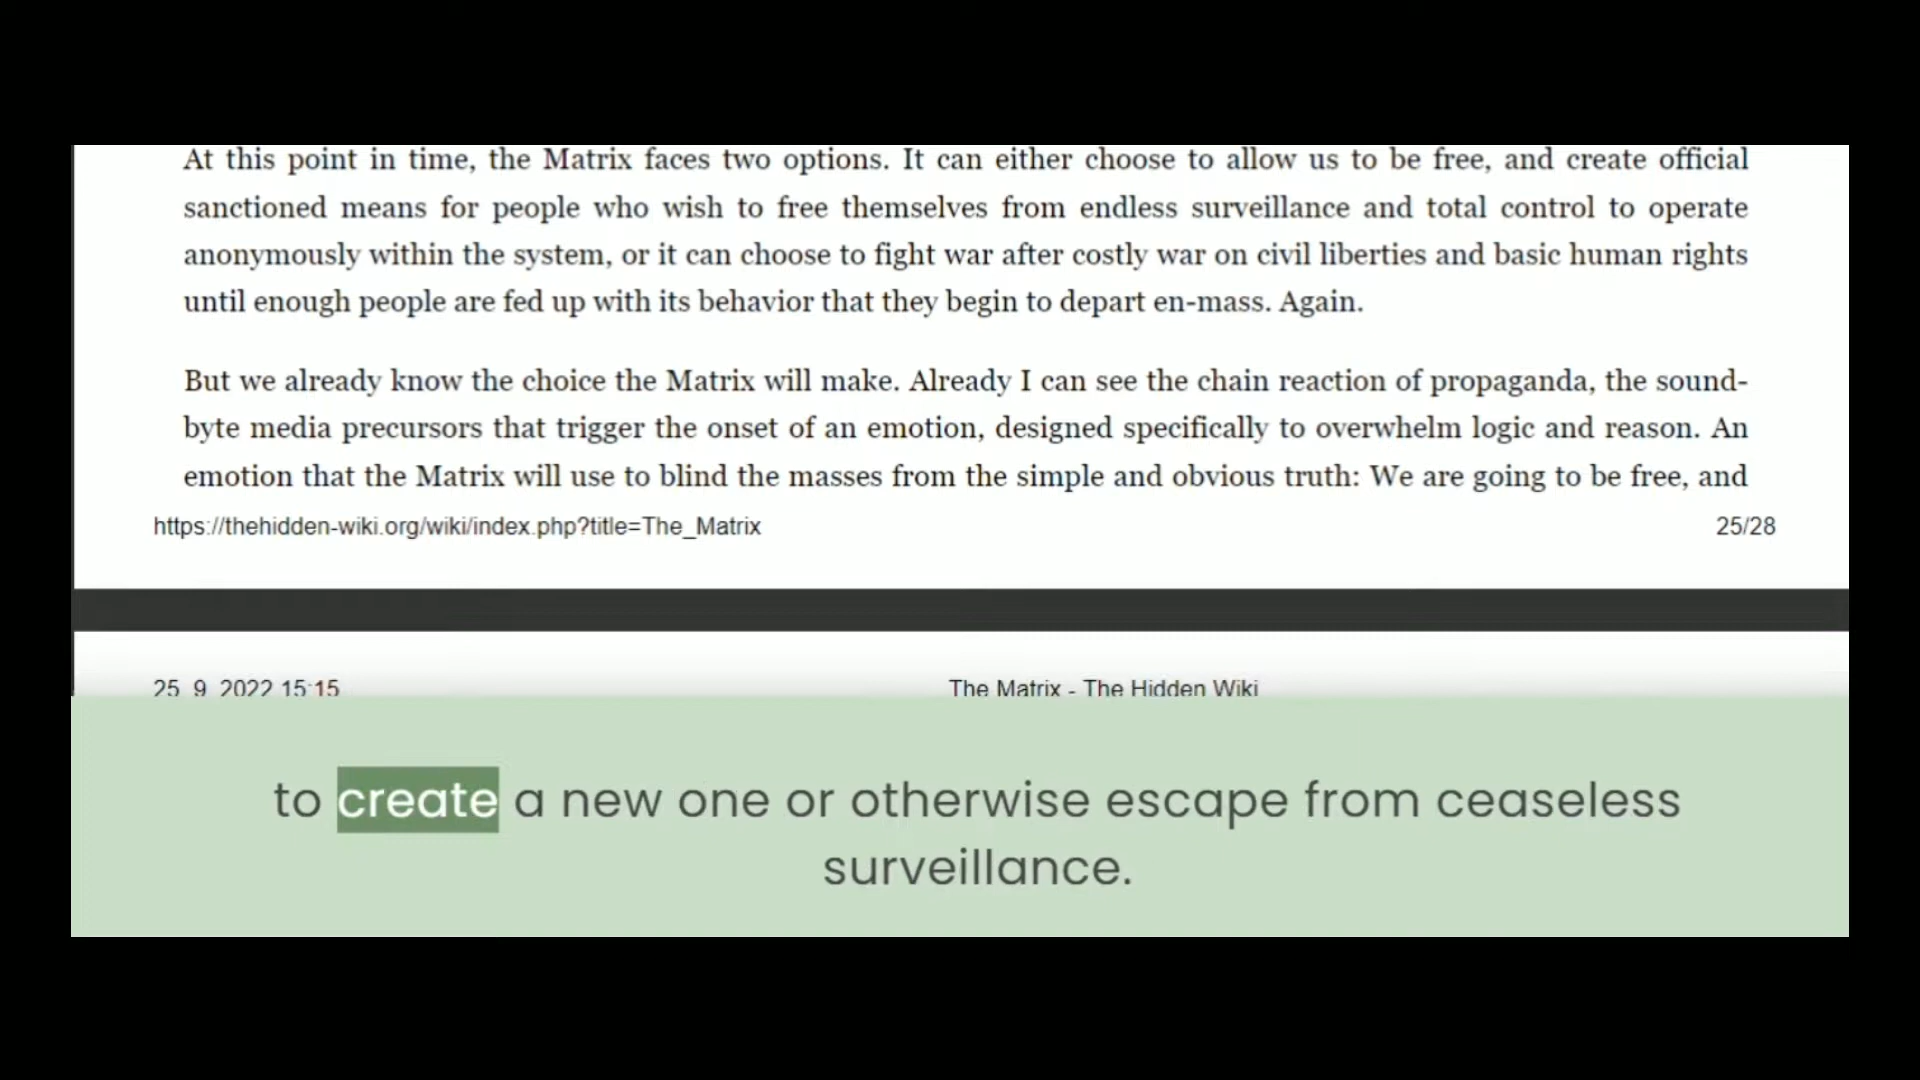 At this point in time, the Matrix faces two options. It can either choose to allow us to be free, and create official
sanctioned means for people who wish to free themselves from endless surveillance and total control to operate
anonymously within the system, or it can choose to fight war after costly war on civil liberties and basic human rights
until enough people are fed up with its behavior that they begin to depart en-mass. Again.
But we already know the choice the Matrix will make. Already I can see the chain reaction of propaganda, the sound-
byte media precursors that trigger the onset of an emotion, designed specifically to overwhelm logic and reason. An
emotion that the Matrix will use to blind the masses from the simple and obvious truth: We are going to be free, and
https://thehidden-wiki.org/wiki/index.php?title=The_Matrix 25/28
25. 9. 2022 15:15 The Matrix - The Hidden Wiki
to create a new one or otherwise escape from ceaseless
surveillance.